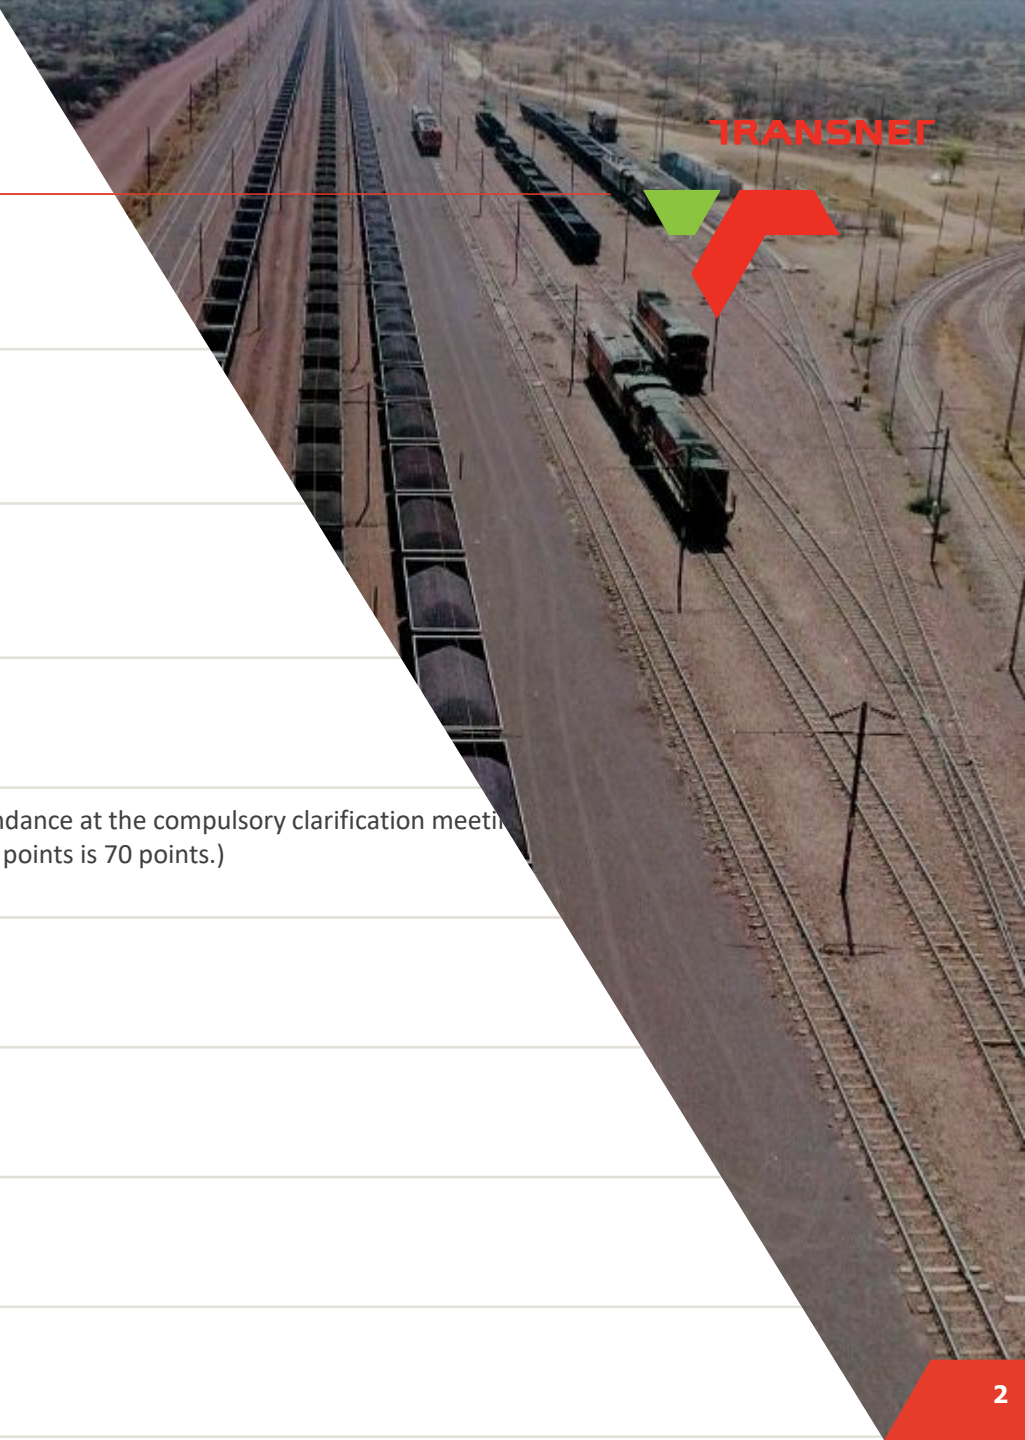 TRANSNET
ndance at the compulsory clarification meeti
points is 70 points.)
2